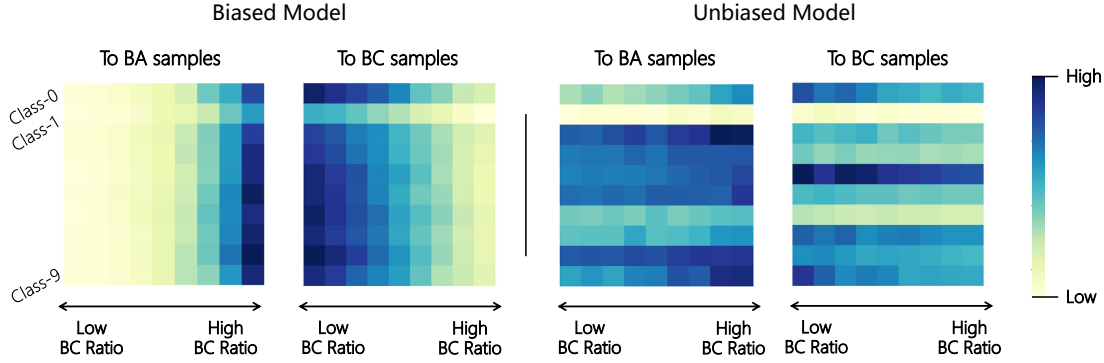 Biased Model
Unbiased Model
To BA samples
To BC samples
To BA samples
To BC samples
Class-0
Class-1
Class-9
High
Low
Low
BC Ratio
High
BC Ratio
Low
BC Ratio
High
BC Ratio
Low
BC Ratio
High
BC Ratio
Low
BC Ratio
High
BC Ratio